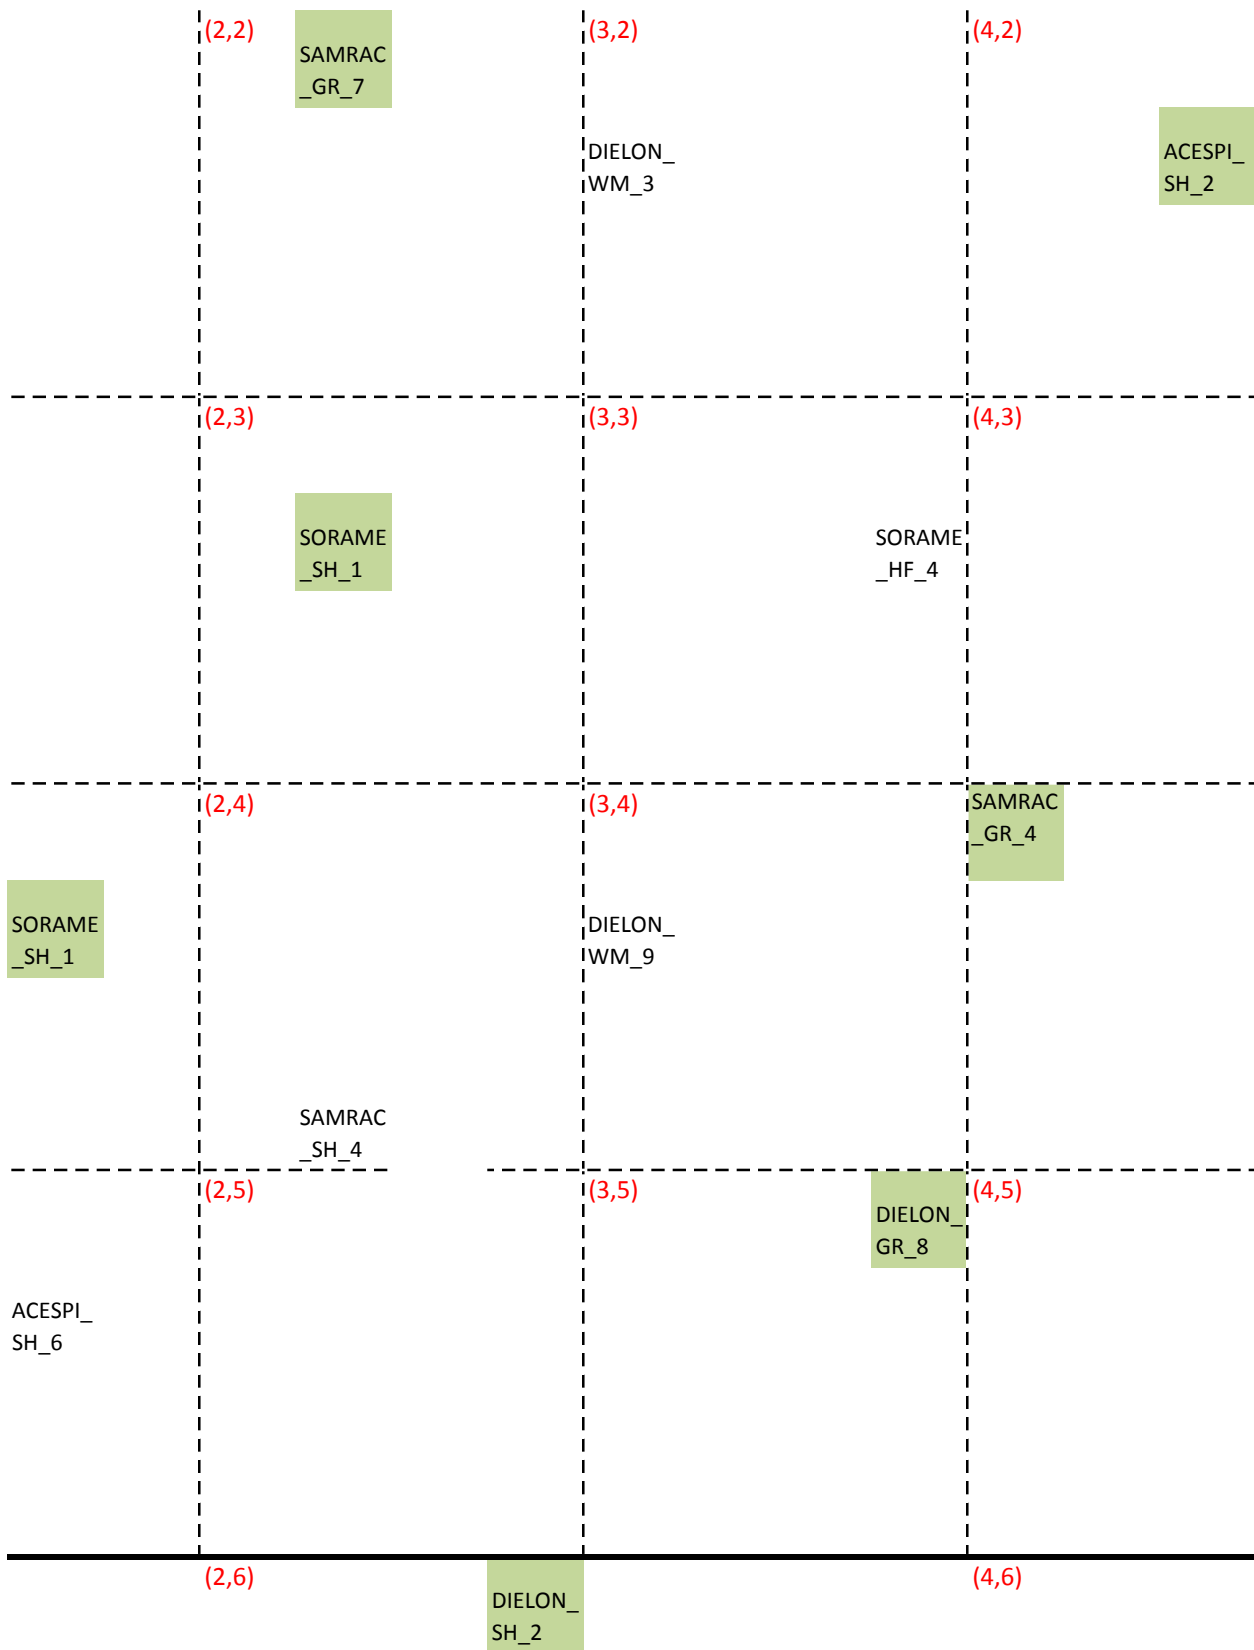 (2,2)
(3,2)
(4,2)
SAMRAC
_GR_7
DIELON_
WM_3
ACESPI_
SH_2
(2,3)
(3,3)
(4,3)
SORAME
_SH_1
SORAME
_HF_4
(2,4)
(3,4)
SAMRAC
_GR_4
SORAME
_SH_1
DIELON_
WM_9
SAMRAC
_SH_4
(2,5)
(3,5)
(4,5)
DIELON_
GR_8
ACESPI_
SH_6
(2,6)
(4,6)
DIELON_
SH_2